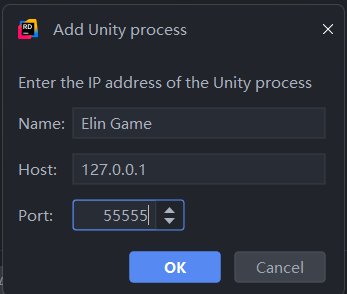 RD
Add Unity process
Enter the IP address of the Unity process
Name: Elin Game
Host: 127.0.0.1
Port: 55555
OK Cancel